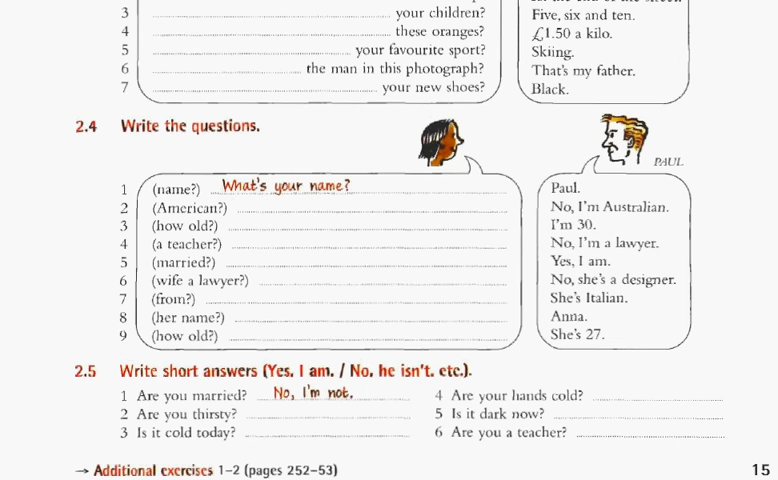 3 ........ your children?
Five, six and ten.
4 ........ these oranges?
£1.50 a kilo.
5 ........ your favourite sport?
Skiing.
6 ........ the man in this photograph?
That's my father.
7 ........ your new shoes?
Black.
2.4 Write the questions.
PAUL
1 (name?) What's your name?
Paul.
2 (American?) ........
No, I'm Australian.
3 (how old?) ........
I'm 30.
4 (a teacher?) ........
No, I'm a lawyer.
5 (married?) ........
Yes, I am.
6 (wife a lawyer?) ........
No, she's a designer.
7 (from?) ........
She's Italian.
8 (her name?) ........
Anna.
9 (how old?) ........
She's 27.
2.5 Write short answers (Yes, I am. / No, he isn't. etc.).
1 Are you married? No, I'm not.
2 Are you thirsty? ........
3 Is it cold today? ........
4 Are your hands cold? ........
5 Is it dark now? ........
6 Are you a teacher? ........
→ Additional exercises 1–2 (pages 252–53)
15